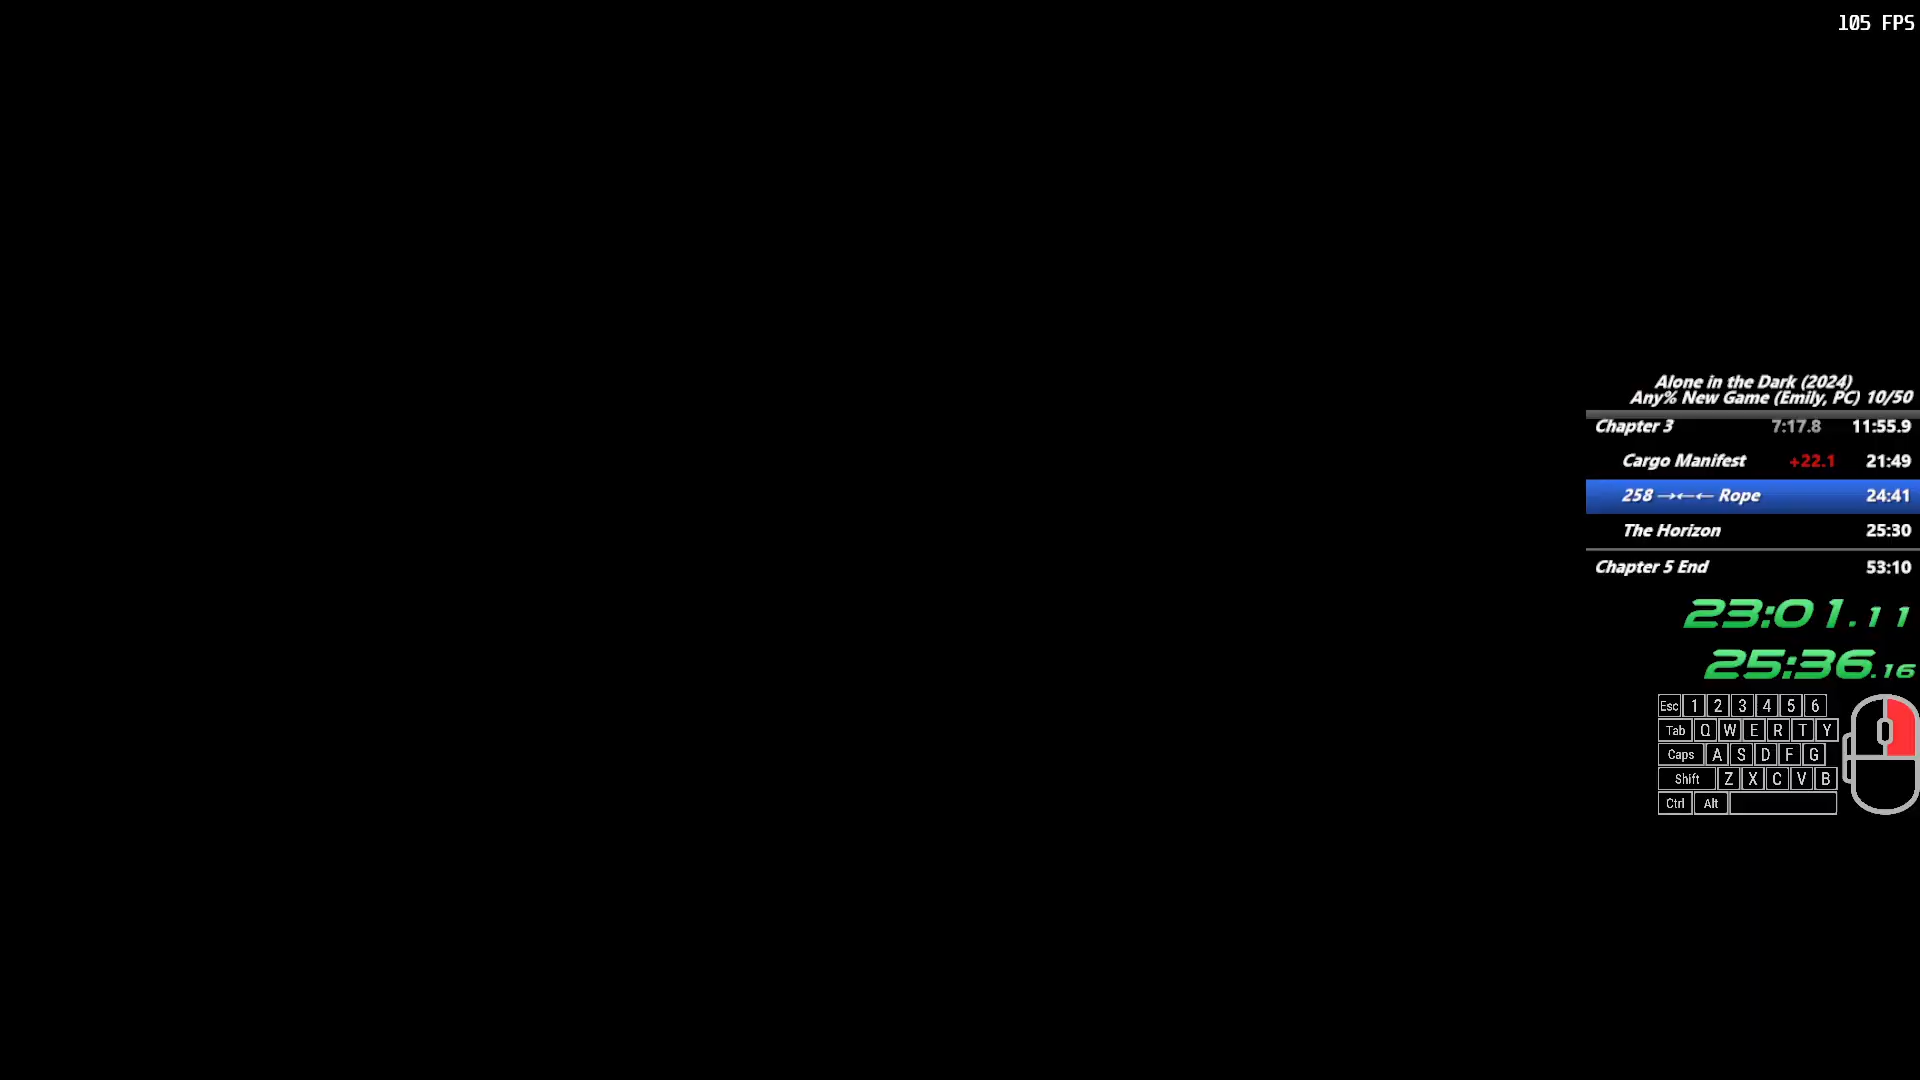 105 FPS
Alone in the Dark (2024)
Any% New Game (Emily, PC) 10/50
Chapter 3 7:17.8 11:55.9
Cargo Manifest +22.1 21:49
258 →←← Rope 24:41
The Horizon 25:30
Chapter 5 End 53:10
23:01.11
25:36.16
Esc 1 2 3 4 5 6
Tab Q W E R T Y
Caps A S D F G
Shift Z X C V B
Ctrl Alt